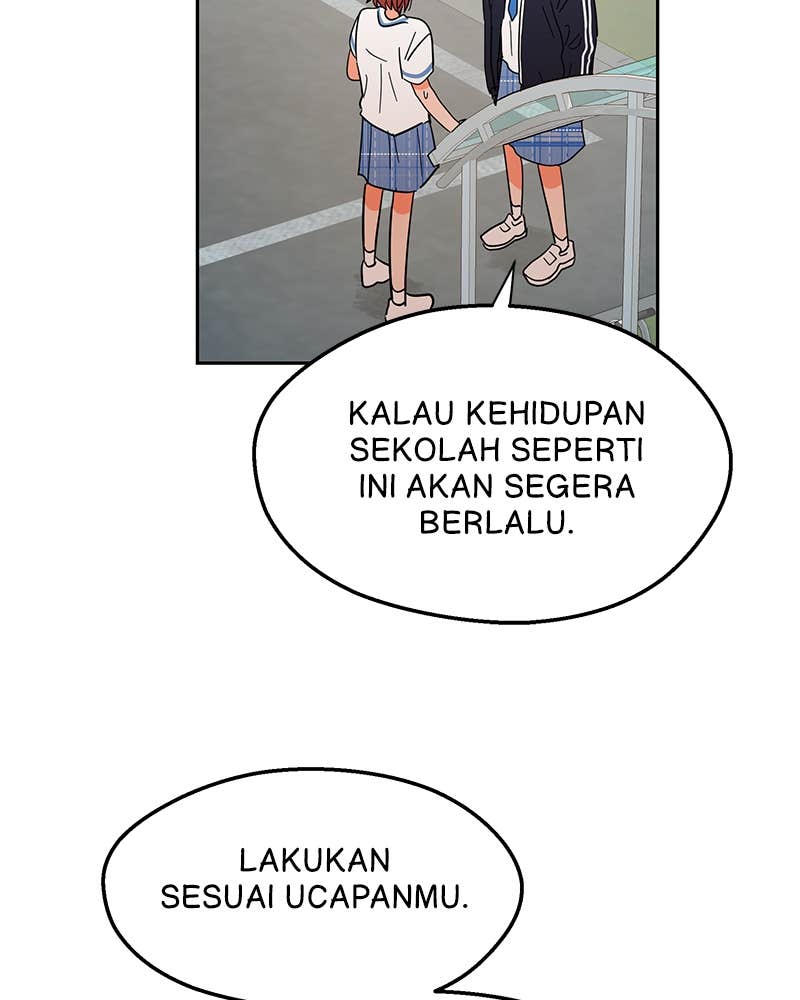 KALAU KEHIDUPAN
SEKOLAH SEPERTI
INI AKAN SEGERA
BERLALU.
LAKUKAN
SESUAI UCAPANMU.